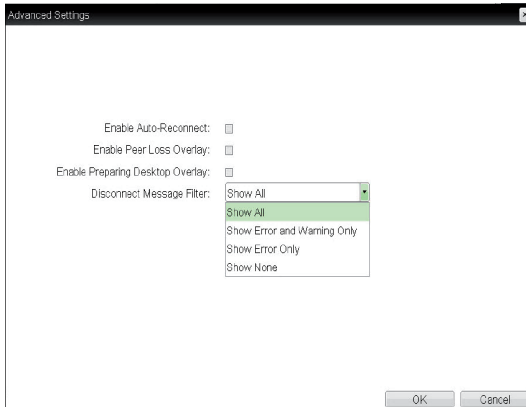 Advanced Settings
Enable Auto-Reconnect:
Enable Peer Loss Overlay:
Enable Preparing Desktop Overlay:
Disconnect Message Filter: Show All
Show All
Show Error and Warning Only
Show Error Only
Show None
OK Cancel